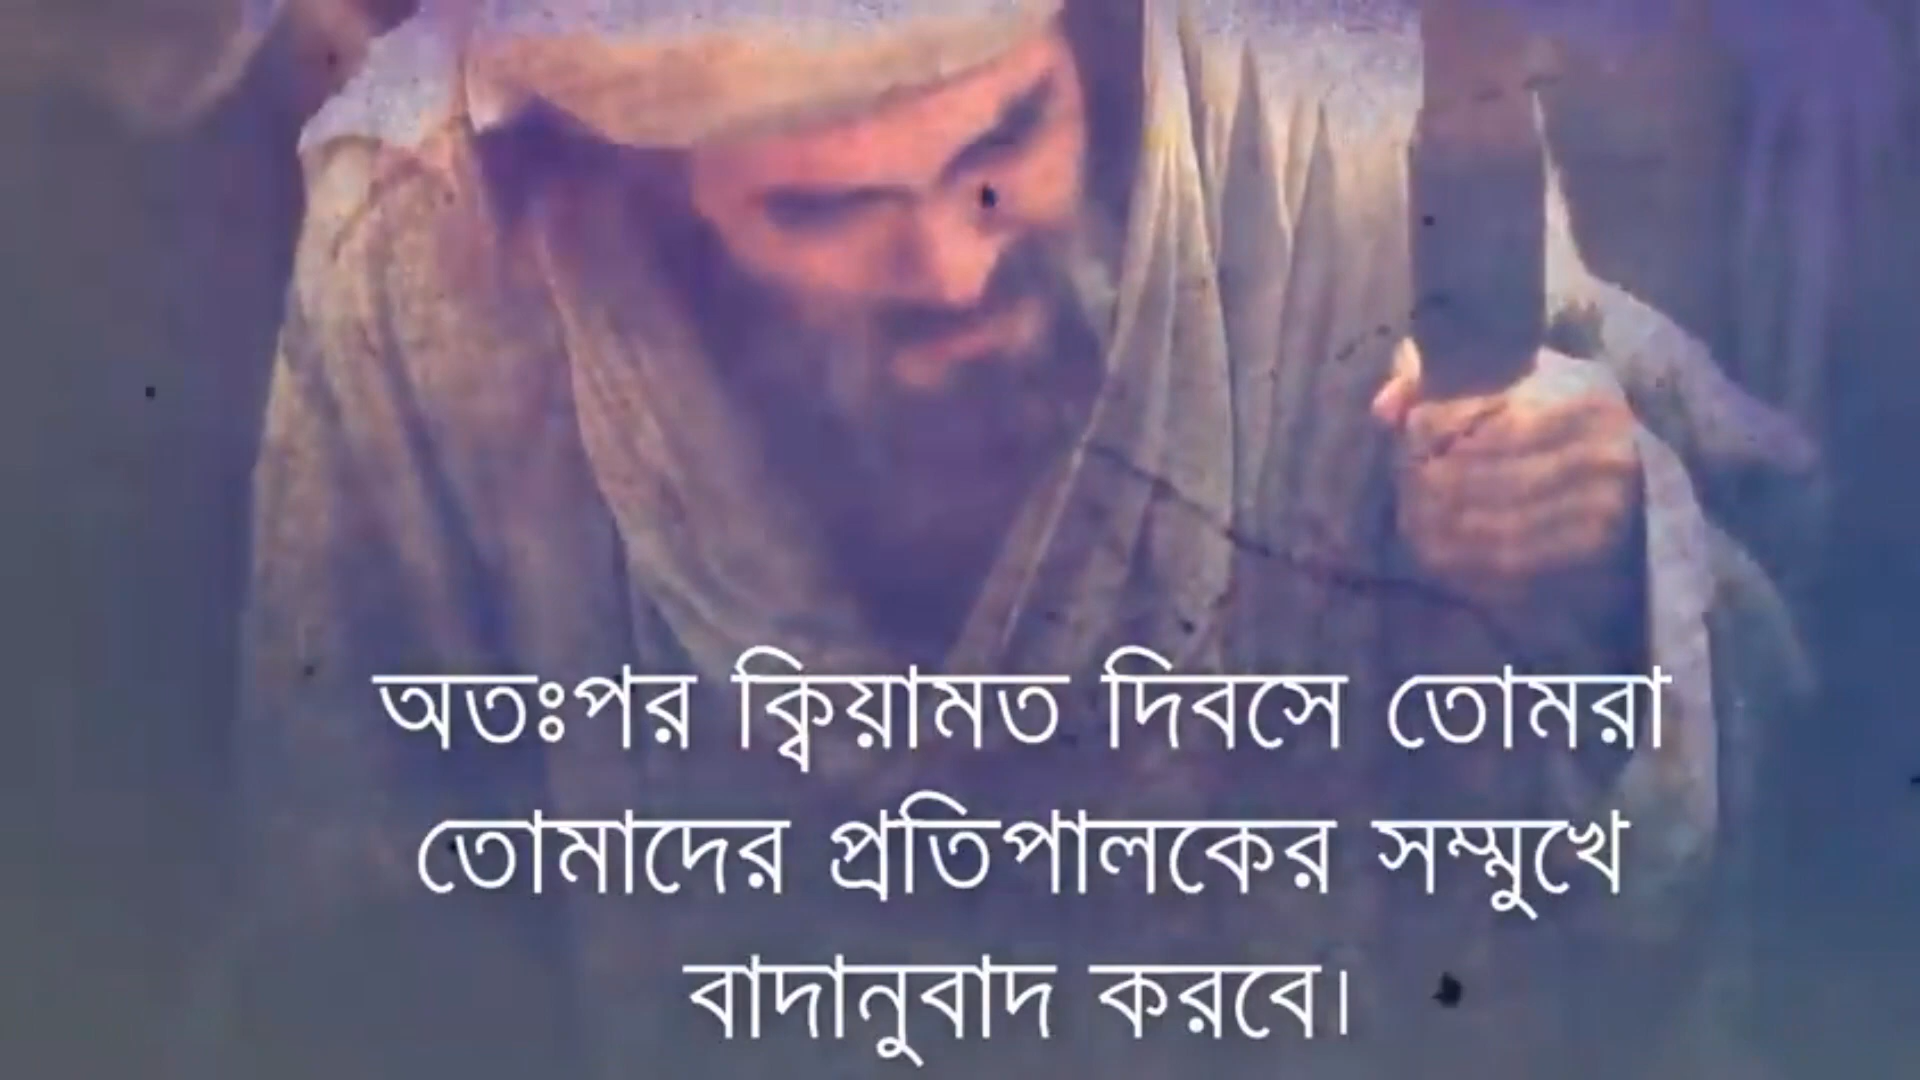 অতঃপর ক্বিয়ামত দিবসে তোমরা
তোমাদের প্রতিপালকের সম্মুখে
বাদানুবাদ করবে।